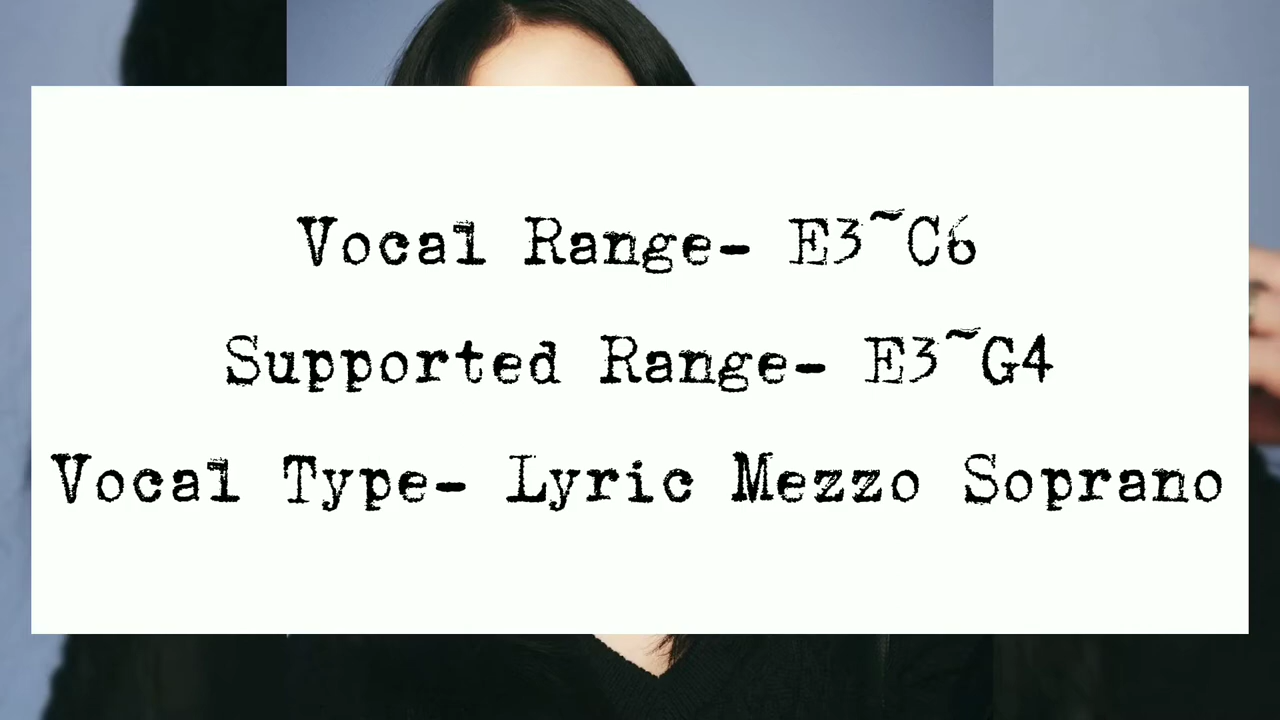 Vocal Range- E3~C6
Supported Range- E3~G4
Vocal Type- Lyric Mezzo Soprano